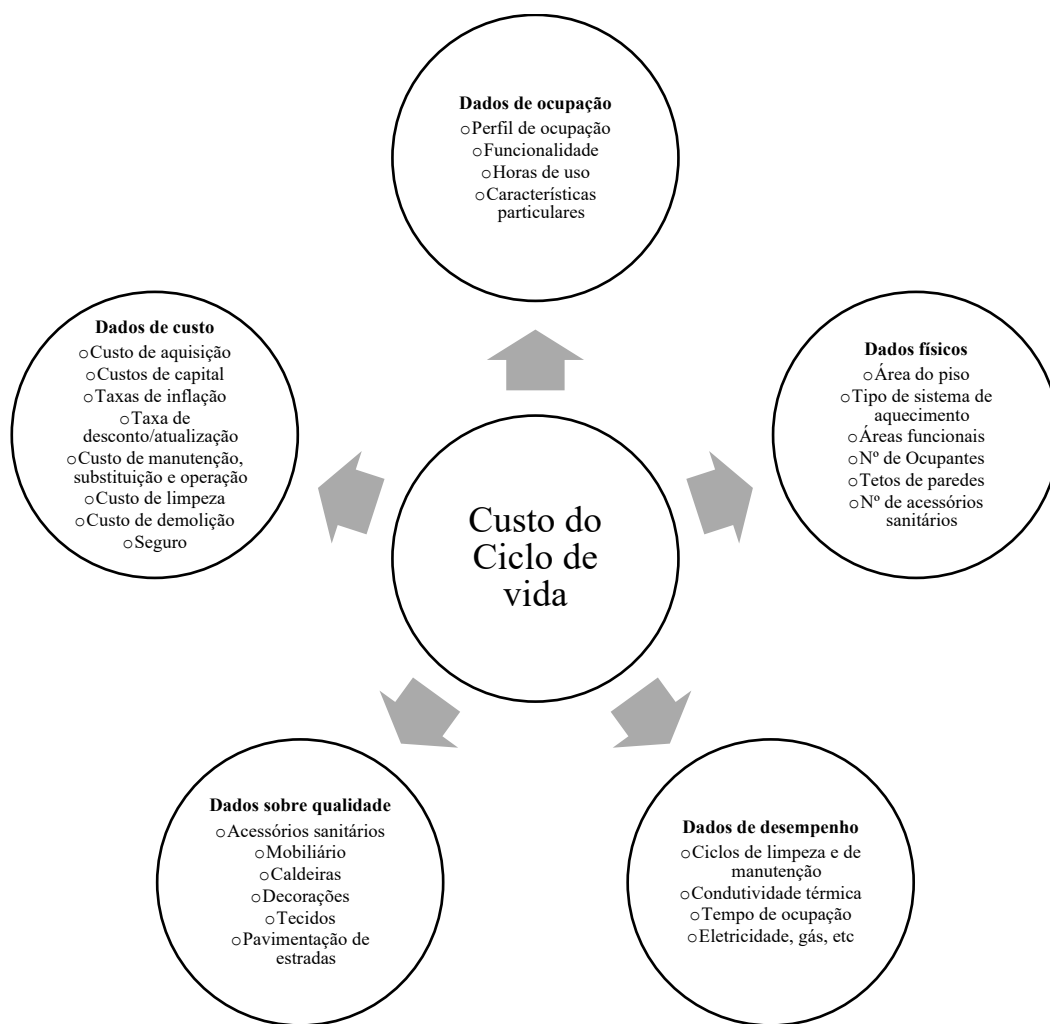 Dados de ocupação
○Perfil de ocupação
○Funcionalidade
○Horas de uso
○Características
particulares
Dados de custo
○Custo de aquisição
○Custos de capital
○Taxas de inflação
○Taxa de
desconto/atualização
○Custo de manutenção,
substituição e operação
○Custo de limpeza
○Custo de demolição
○Seguro
Dados físicos
○Área do piso
○Tipo de sistema de
aquecimento
○Áreas funcionais
○Nº de Ocupantes
○Tetos de paredes
○Nº de acessórios
sanitários
Custo do
Ciclo de
vida
Dados sobre qualidade
○Acessórios sanitários
○Mobiliário
○Caldeiras
○Decorações
○Tecidos
○Pavimentação de
estradas
Dados de desempenho
○Ciclos de limpeza e de
manutenção
○Condutividade térmica
○Tempo de ocupação
○Eletricidade, gás, etc